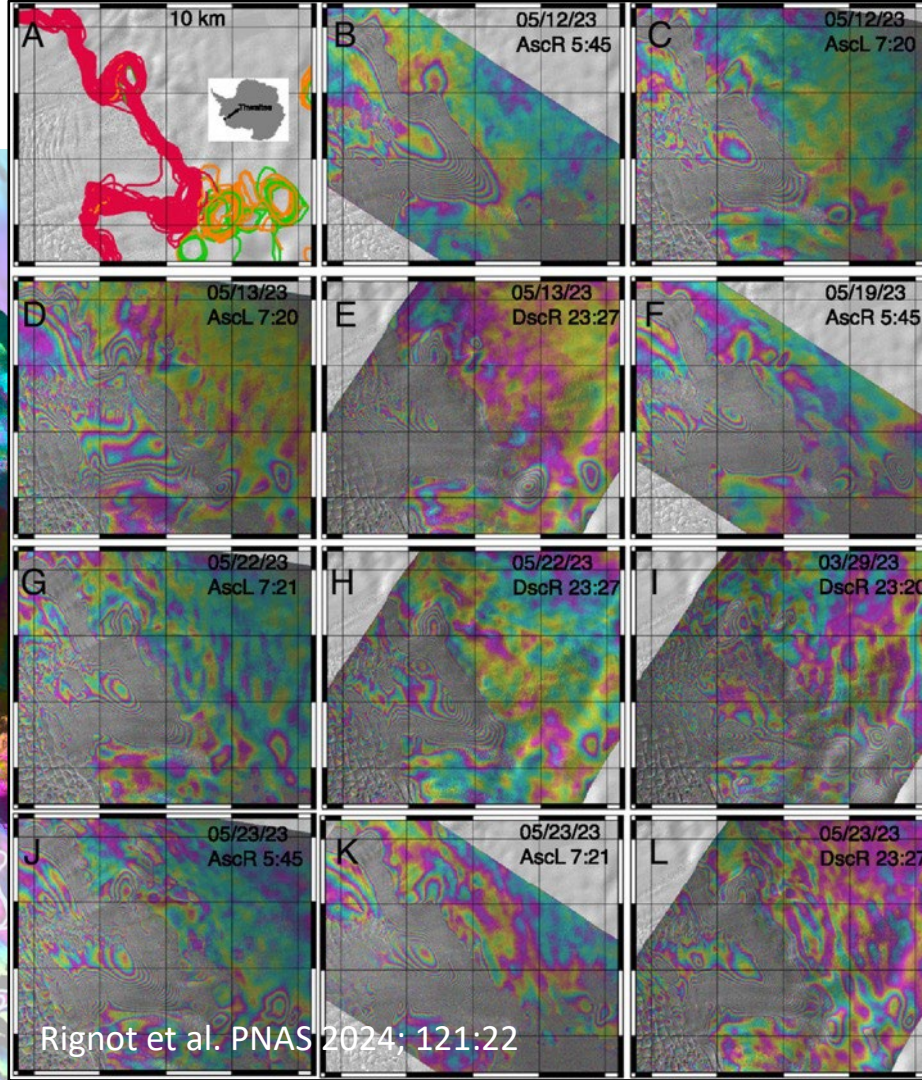 A
10 km
Thwaites
B
05/12/23
AscR 5:45
C
05/12/23
AscL 7:20
D
05/13/23
AscL 7:20
E
05/13/23
DscR 23:27
F
05/19/23
AscR 5:45
G
05/22/23
AscL 7:21
H
05/22/23
DscR 23:27
I
03/29/23
DscR 23:20
J
05/23/23
AscR 5:45
K
05/23/23
AscL 7:21
L
05/23/23
DscR 23:27
Rignot et al. PNAS 2024; 121:22